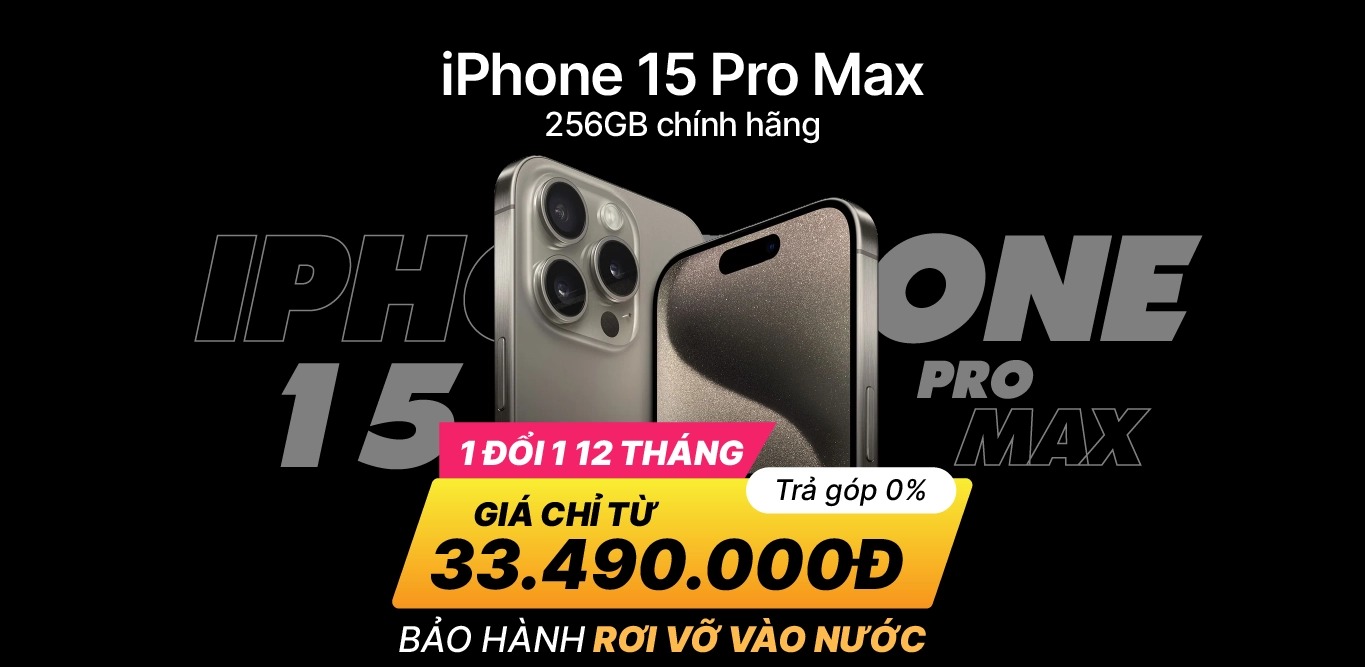 iPhone 15 Pro Max
256GB chính hãng
IPHO ONE
15 PRO
MAX
1 ĐỔI 1 12 THÁNG
Trả góp 0%
GIÁ CHỈ TỪ
33.490.000Đ
BẢO HÀNH RƠI VỠ VÀO NƯỚC